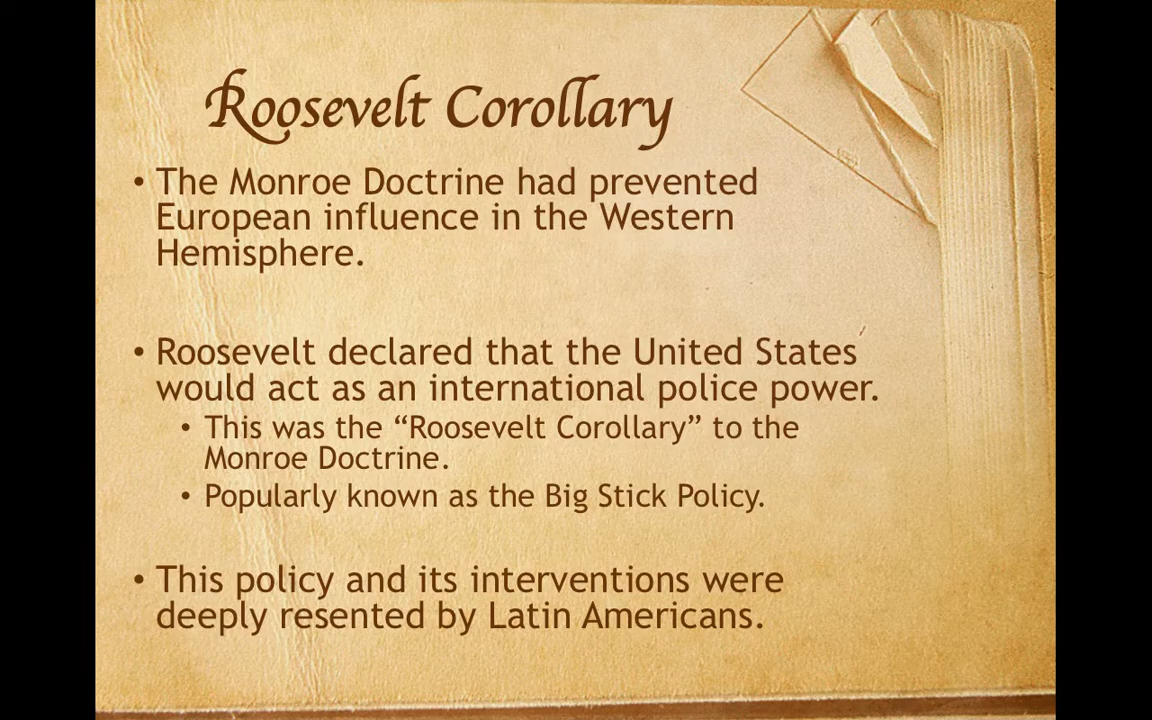 Roosevelt Corollary
• The Monroe Doctrine had prevented
European influence in the Western
Hemisphere.
• Roosevelt declared that the United States
would act as an international police power.
• This was the “Roosevelt Corollary” to the
Monroe Doctrine.
• Popularly known as the Big Stick Policy.
• This policy and its interventions were
deeply resented by Latin Americans.